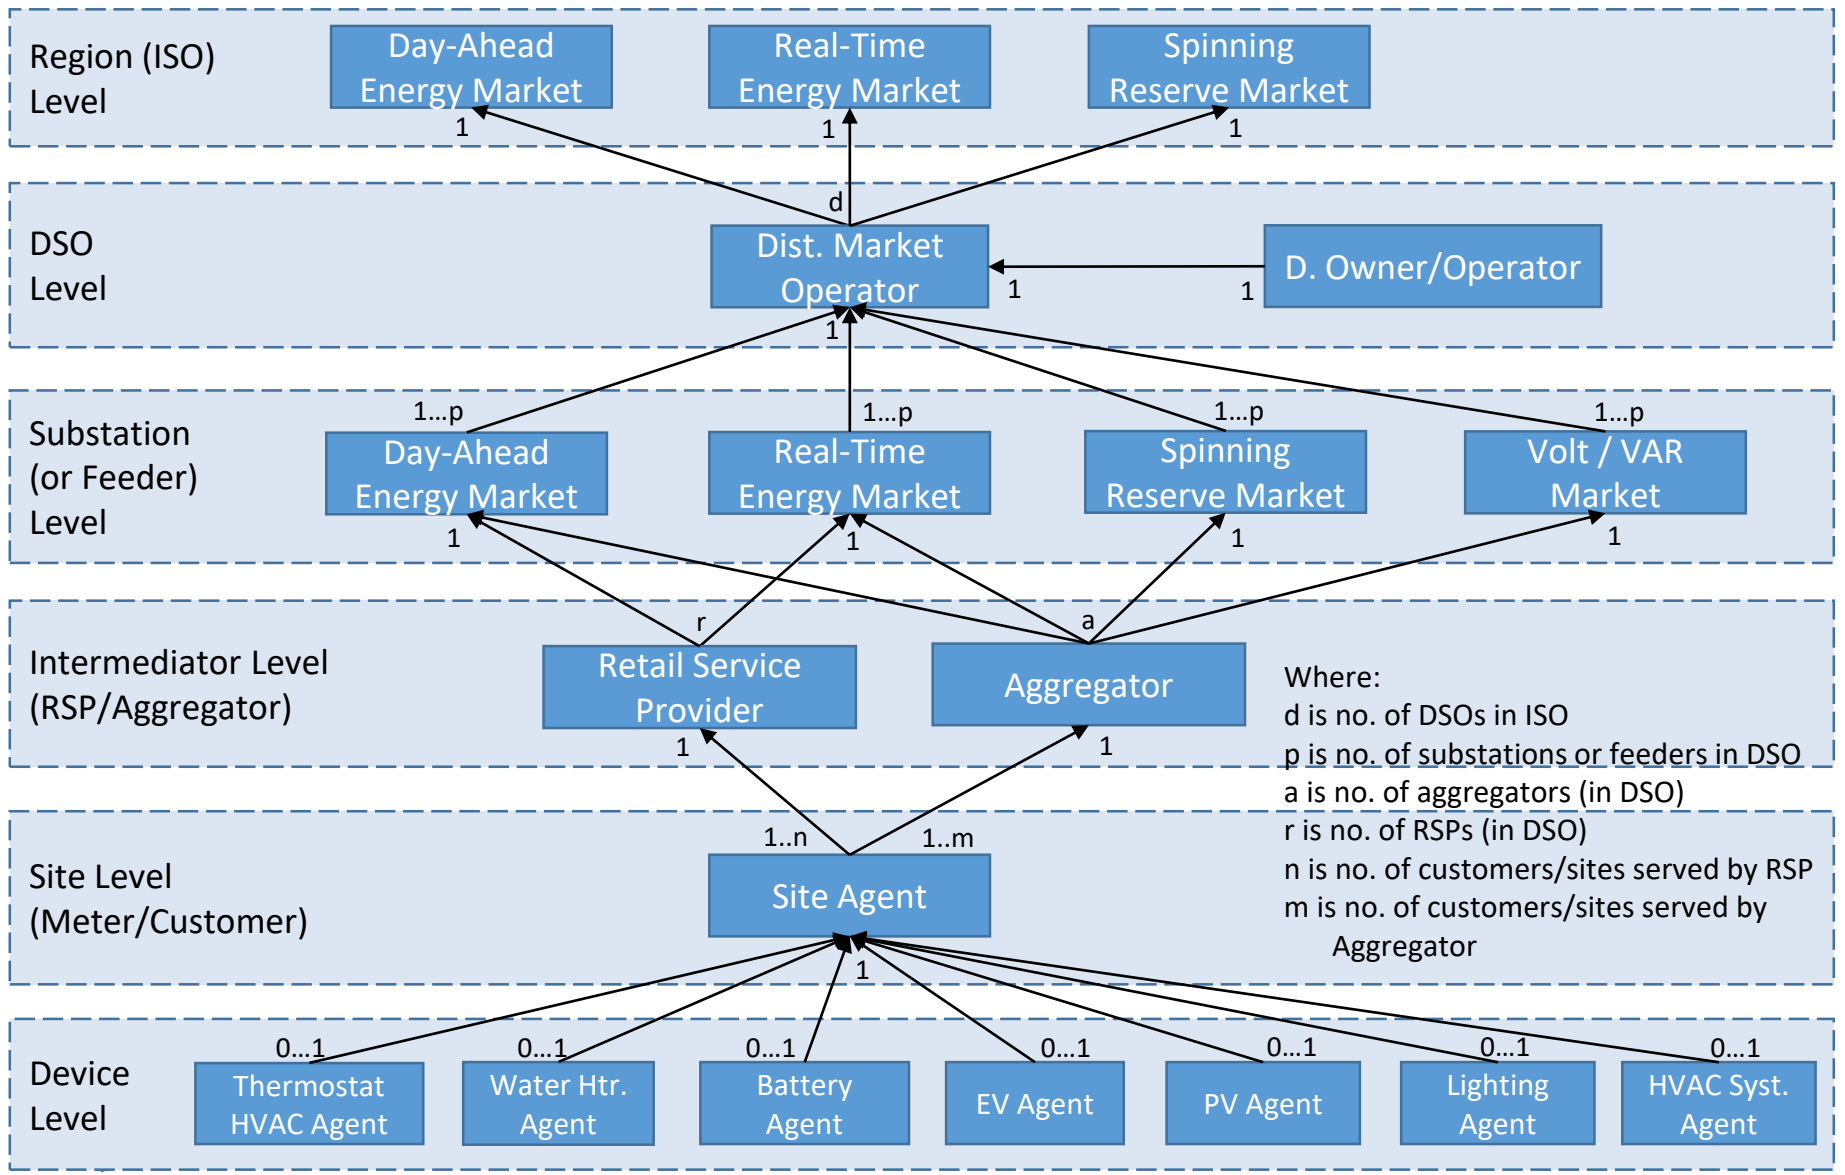 Region (ISO)
Level
Day-Ahead
Energy Market
Real-Time
Energy Market
Spinning
Reserve Market
1
1
1
d
DSO
Level
Dist. Market
Operator
D. Owner/Operator
1
1
1
Substation
(or Feeder)
Level
1...p
1...p
1...p
1...p
Day-Ahead
Energy Market
Real-Time
Energy Market
Spinning
Reserve Market
Volt / VAR
Market
1
1
1
1
Intermediator Level
(RSP/Aggregator)
r
a
Retail Service
Provider
Aggregator
1
1
Where:
d is no. of DSOs in ISO
p is no. of substations or feeders in DSO
a is no. of aggregators (in DSO)
r is no. of RSPs (in DSO)
n is no. of customers/sites served by RSP
m is no. of customers/sites served by
Aggregator
Site Level
(Meter/Customer)
1..n
1..m
Site Agent
1
Device
Level
0...1
0...1
0...1
0...1
0...1
0...1
0...1
Thermostat
HVAC Agent
Water Htr.
Agent
Battery
Agent
EV Agent
PV Agent
Lighting
Agent
HVAC Syst.
Agent